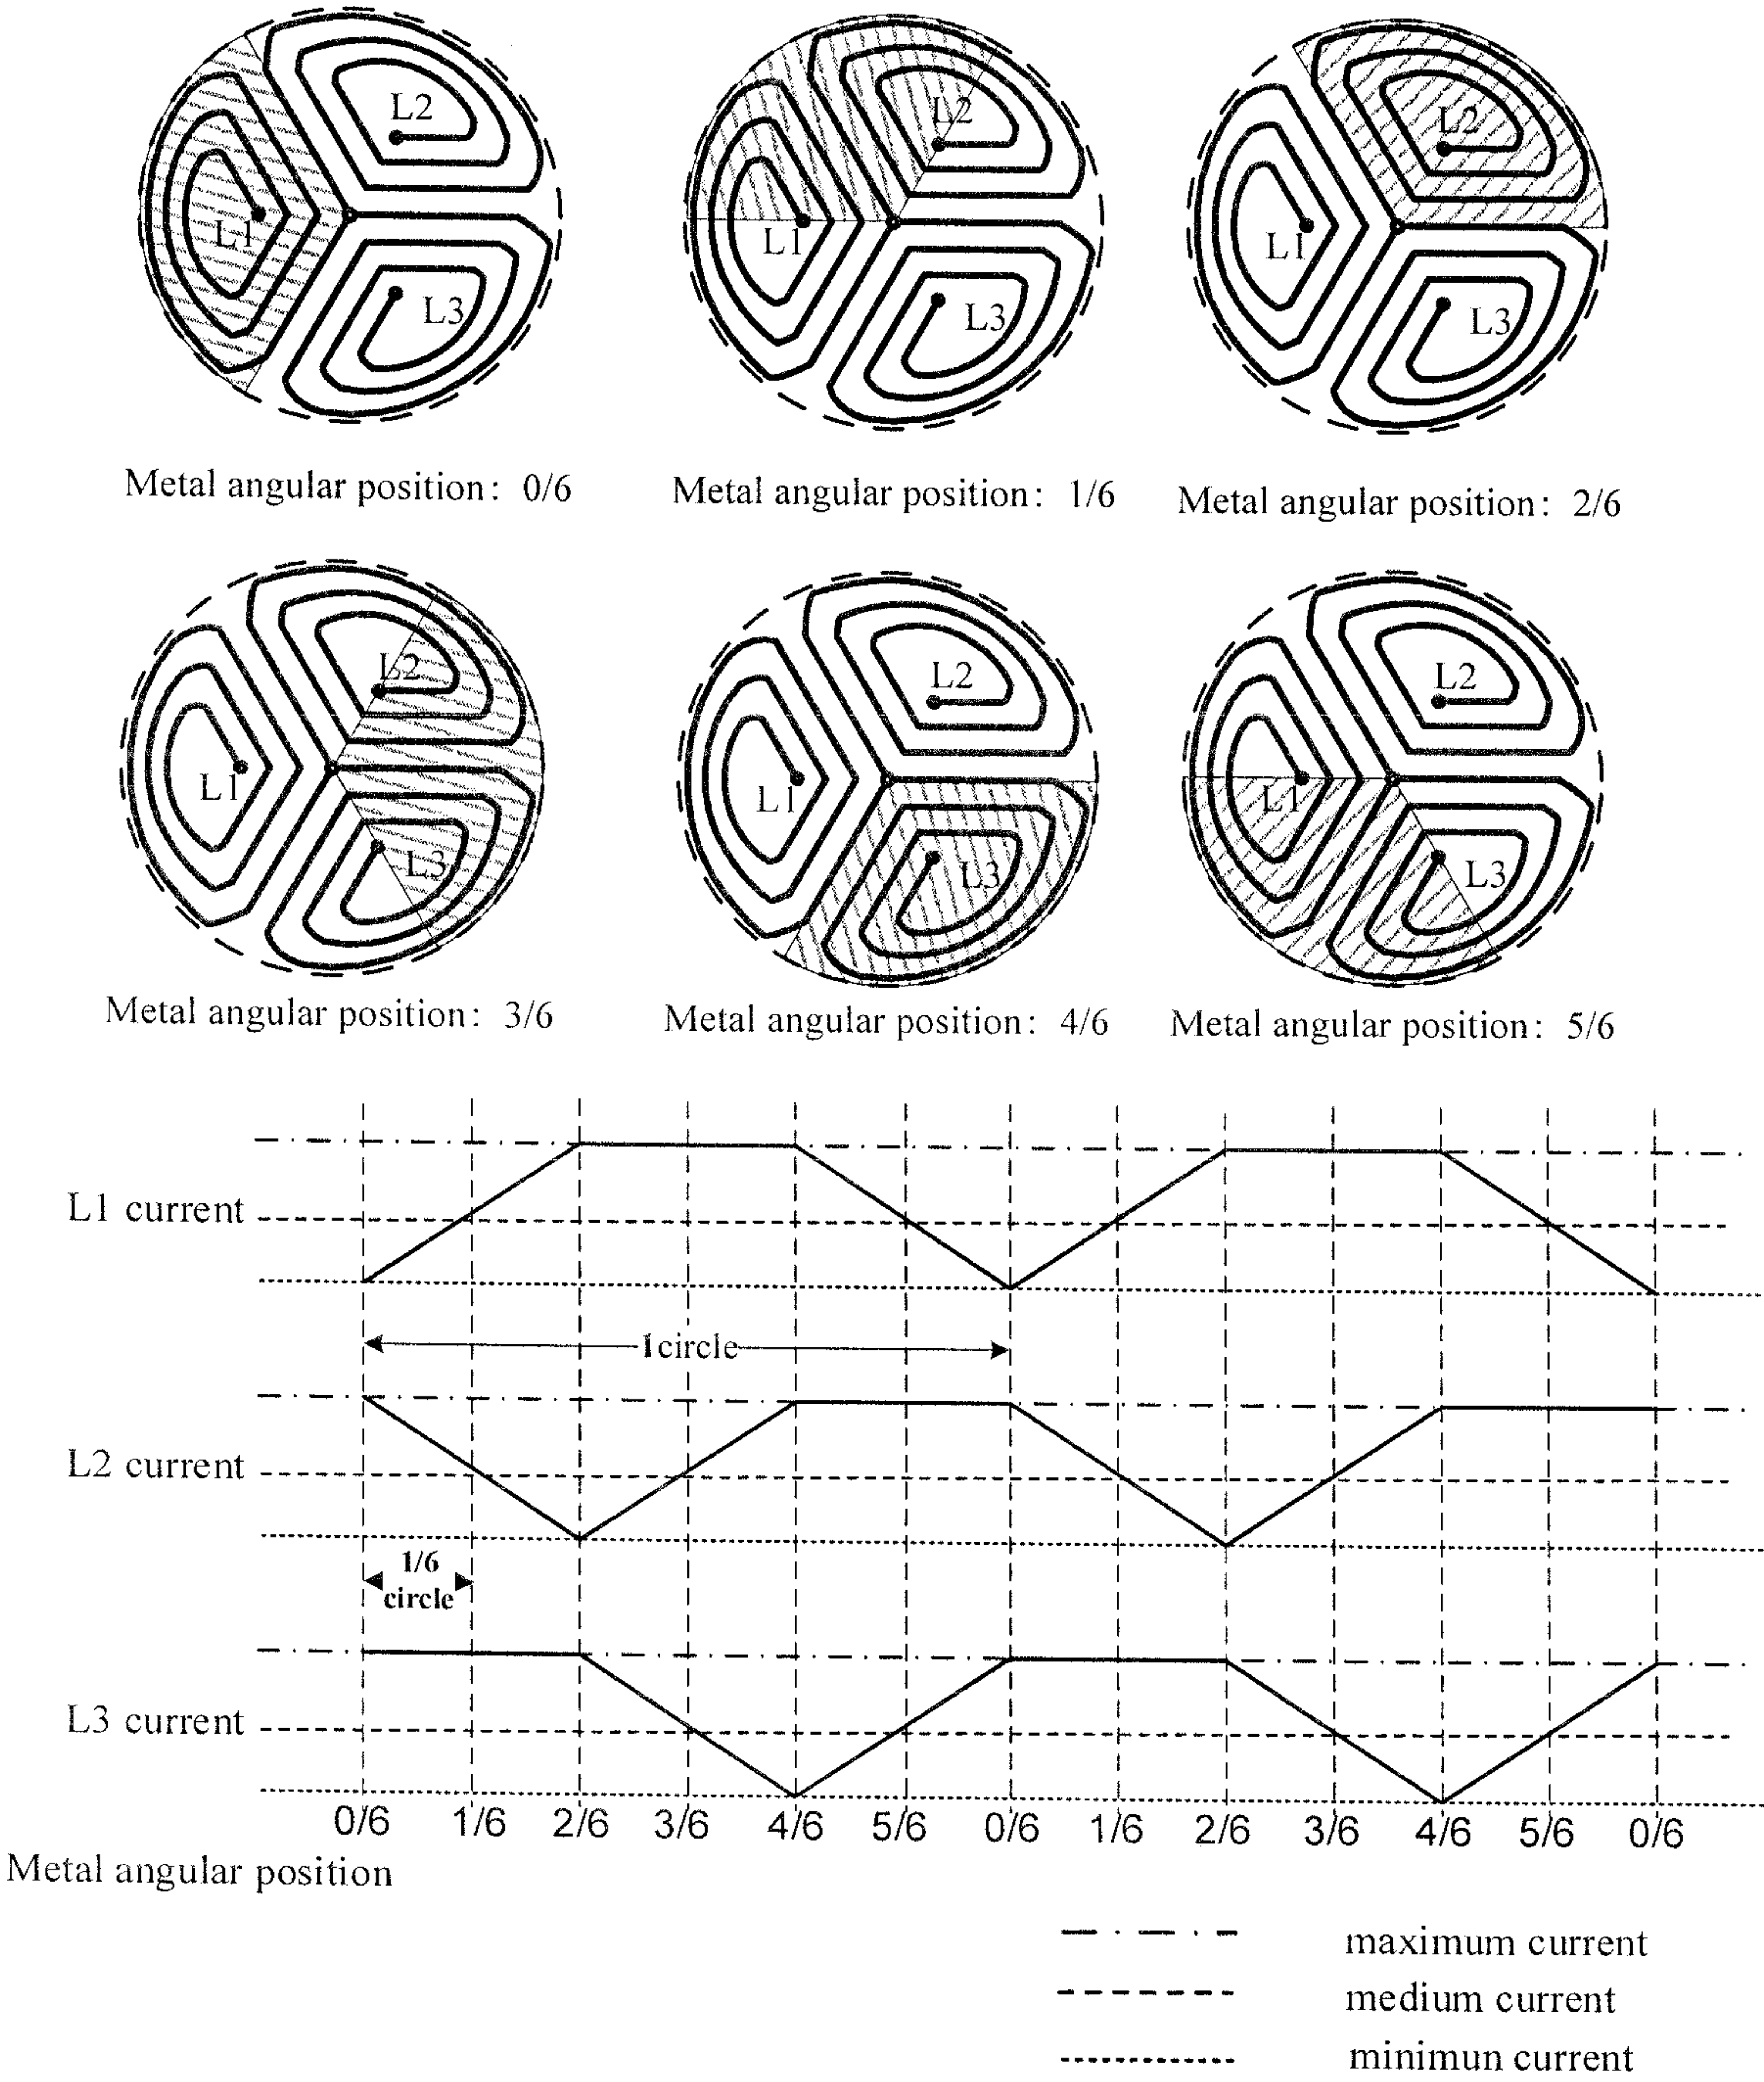 L2
L1
L3
Metal angular position: 0/6
L2
L1
L3
Metal angular position: 1/6
L2
L1
L3
Metal angular position: 2/6
L2
L1
L3
Metal angular position: 3/6
L2
L1
L3
Metal angular position: 4/6
L2
L1
L3
Metal angular position: 5/6
L1 current
1circle
L2 current
1/6
circle
L3 current
0/6 1/6 2/6 3/6 4/6 5/6 0/6 1/6 2/6 3/6 4/6 5/6 0/6
Metal angular position
maximum current
medium current
minimun current